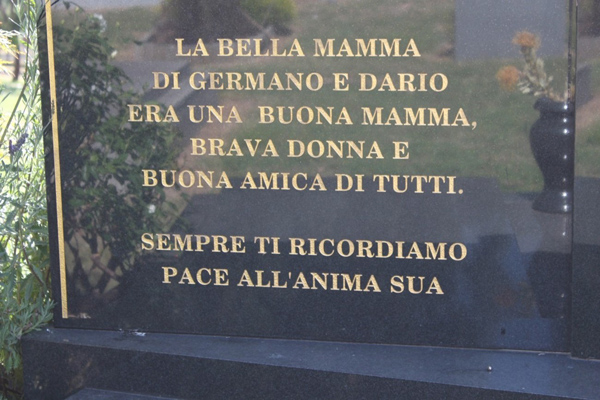 LA BELLA MAMMA
DI GERMANO E DARIO
ERA UNA BUONA MAMMA,
BRAVA DONNA E
BUONA AMICA DI TUTTI.
SEMPRE TI RICORDIAMO
PACE ALL'ANIMA SUA